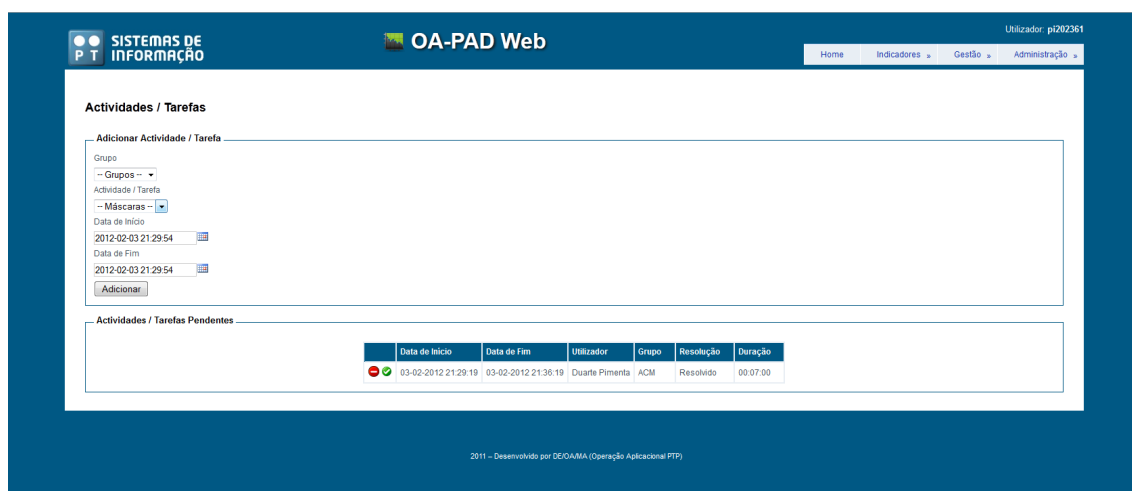 Utilizador: pi202361
PT SISTEMAS DE INFORMAÇÃO
OA-PAD Web
Home Indicadores » Gestão » Administração »
Actividades / Tarefas
Adicionar Actividade / Tarefa
Grupo
-- Grupos --
Actividade / Tarefa
-- Máscaras --
Data de Início
2012-02-03 21:29:54
Data de Fim
2012-02-03 21:29:54
Adicionar
Actividades / Tarefas Pendentes
Data de Início Data de Fim Utilizador Grupo Resolução Duração
03-02-2012 21:29:19 03-02-2012 21:36:19 Duarte Pimenta ACM Resolvido 00:07:00
2011 – Desenvolvido por DE/OA/MA (Operação Aplicacional PTP)